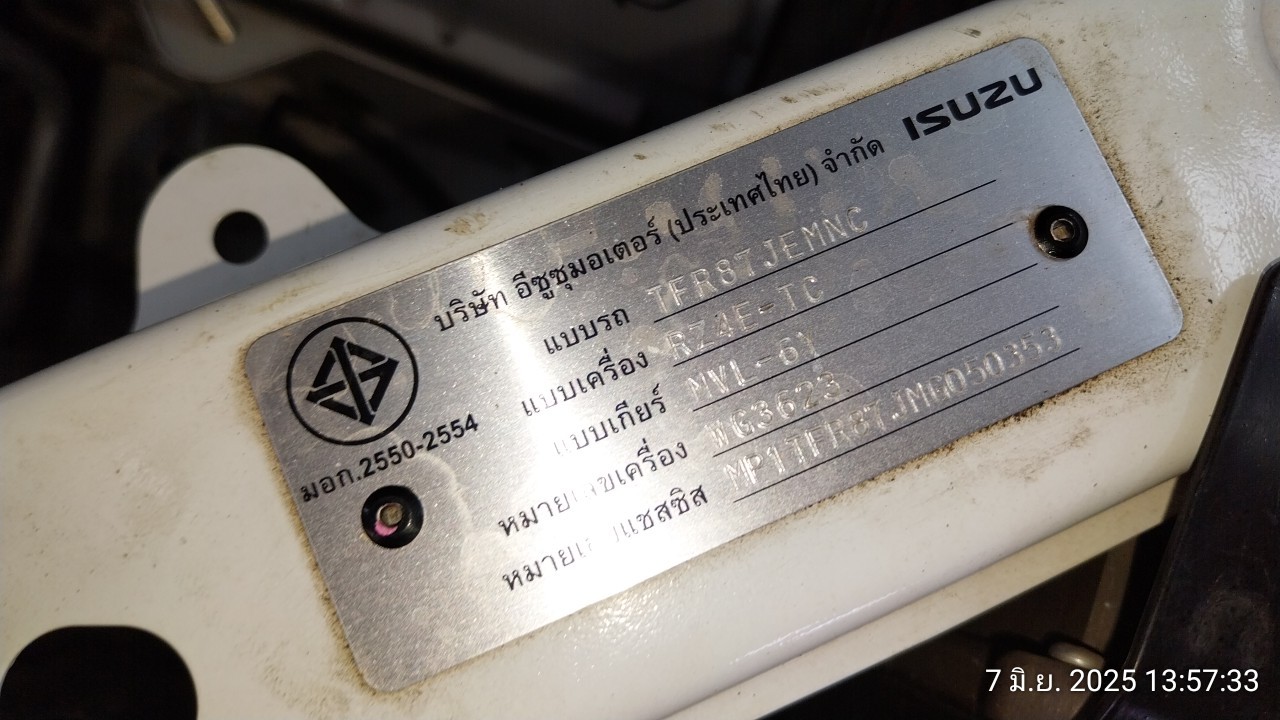 ISUZU
บริษัท อีซูซุมอเตอร์ (ประเทศไทย) จำกัด
แบบรถ TFR87JEMNC
แบบเครื่อง RZ4E-TC
แบบเกียร์ MVL-6
หมายเลขเครื่อง VG3623
หมายเลขแชสซิส MP1TFR87JMG050353
มอก.2550-2554
7 มิ.ย. 2025 13:57:33